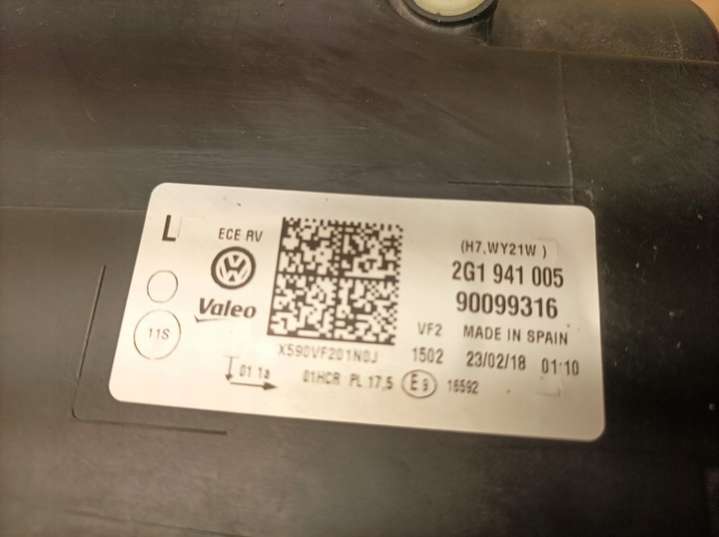 L
ECE RV
(H7,WY21W )
2G1 941 005
90099316
Valeo
11S
VF2 MADE IN SPAIN
X590VF201N0J
1502 23/02/18 01:10
01 1a
01HCR PL 17,5 E9 16592